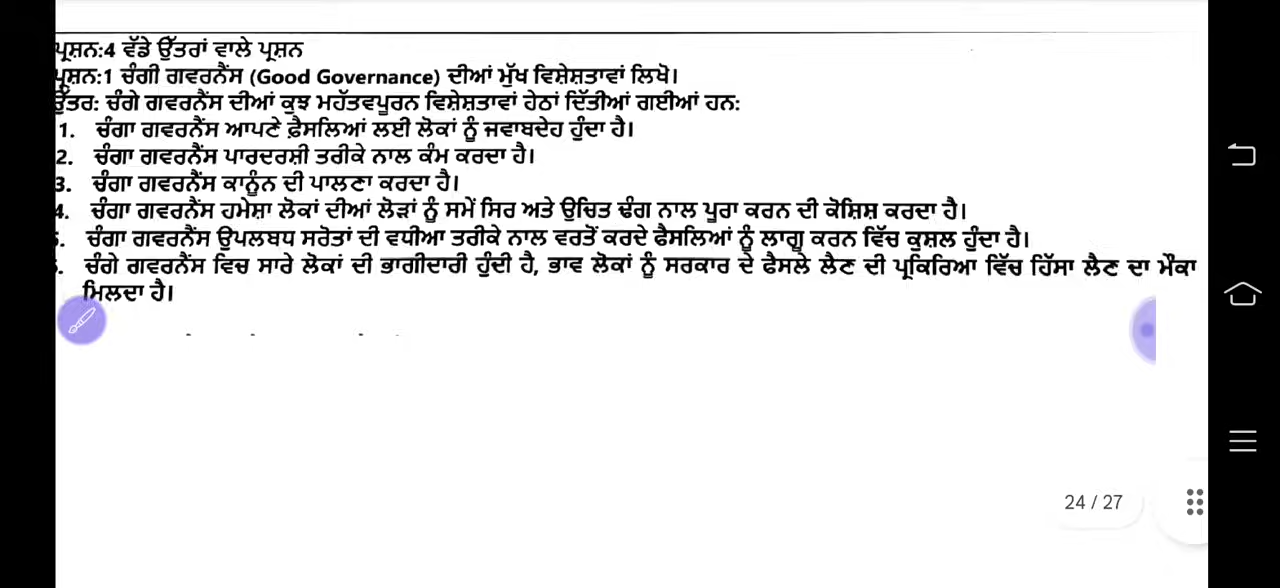 ਪ੍ਰਸ਼ਨ:4 ਵੱਡੇ ਉੱਤਰਾਂ ਵਾਲੇ ਪ੍ਰਸ਼ਨ
ਪ੍ਰਸ਼ਨ:1 ਚੰਗੀ ਗਵਰਨੈਂਸ (Good Governance) ਦੀਆਂ ਮੁੱਖ ਵਿਸ਼ੇਸ਼ਤਾਵਾਂ ਲਿਖੋ।
ਉੱਤਰ: ਚੰਗੇ ਗਵਰਨੈਂਸ ਦੀਆਂ ਕੁਝ ਮਹੱਤਵਪੂਰਨ ਵਿਸ਼ੇਸ਼ਤਾਵਾਂ ਹੇਠਾਂ ਦਿੱਤੀਆਂ ਗਈਆਂ ਹਨ:
1. ਚੰਗਾ ਗਵਰਨੈਂਸ ਆਪਣੇ ਫ਼ੈਸਲਿਆਂ ਲਈ ਲੋਕਾਂ ਨੂੰ ਜਵਾਬਦੇਹ ਹੁੰਦਾ ਹੈ।
2. ਚੰਗਾ ਗਵਰਨੈਂਸ ਪਾਰਦਰਸ਼ੀ ਤਰੀਕੇ ਨਾਲ ਕੰਮ ਕਰਦਾ ਹੈ।
3. ਚੰਗਾ ਗਵਰਨੈਂਸ ਕਾਨੂੰਨ ਦੀ ਪਾਲਣਾ ਕਰਦਾ ਹੈ।
4. ਚੰਗਾ ਗਵਰਨੈਂਸ ਹਮੇਸ਼ਾ ਲੋਕਾਂ ਦੀਆਂ ਲੋੜਾਂ ਨੂੰ ਸਮੇਂ ਸਿਰ ਅਤੇ ਉਚਿਤ ਢੰਗ ਨਾਲ ਪੂਰਾ ਕਰਨ ਦੀ ਕੋਸ਼ਿਸ਼ ਕਰਦਾ ਹੈ।
. ਚੰਗਾ ਗਵਰਨੈਂਸ ਉਪਲਬਧ ਸਰੋਤਾਂ ਦੀ ਵਧੀਆ ਤਰੀਕੇ ਨਾਲ ਵਰਤੋਂ ਕਰਦੇ ਫੈਸਲਿਆਂ ਨੂੰ ਲਾਗੂ ਕਰਨ ਵਿੱਚ ਕੁਸ਼ਲ ਹੁੰਦਾ ਹੈ।
. ਚੰਗੇ ਗਵਰਨੈਂਸ ਵਿਚ ਸਾਰੇ ਲੋਕਾਂ ਦੀ ਭਾਗੀਦਾਰੀ ਹੁੰਦੀ ਹੈ, ਭਾਵ ਲੋਕਾਂ ਨੂੰ ਸਰਕਾਰ ਦੇ ਫੈਸਲੇ ਲੈਣ ਦੀ ਪ੍ਰਕਿਰਿਆ ਵਿੱਚ ਹਿੱਸਾ ਲੈਣ ਦਾ ਮੌਕਾ
ਮਿਲਦਾ ਹੈ।
24 / 27